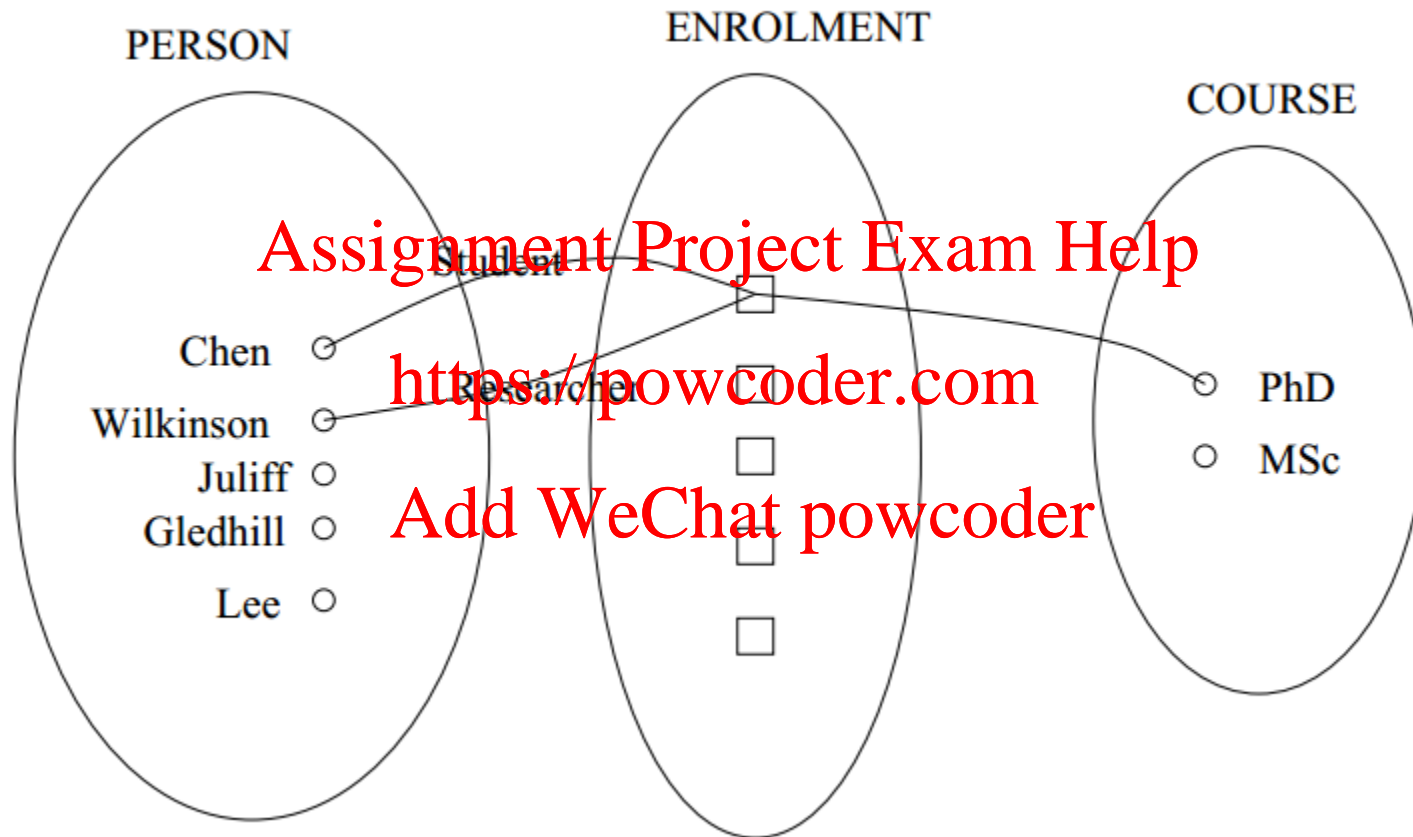 PERSON
ENROLMENT
COURSE
Assignment Project Exam Help
Student
Chen
https://powcoder.com
Researcher
PhD
Wilkinson
MSc
Juliff
Add WeChat powcoder
Gledhill
Lee